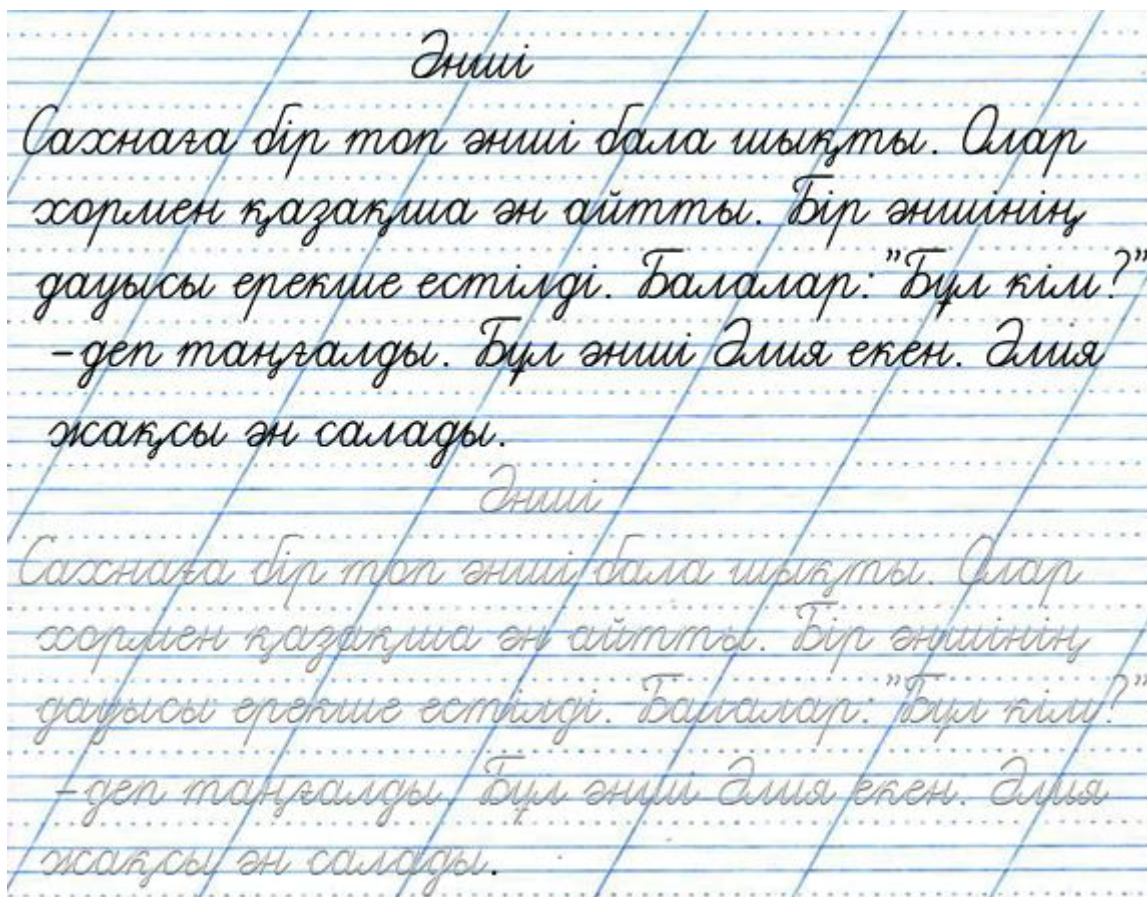 Әнші
Сахнаға бір топ әнші бала шықты. Олар
хормен қазақша ән айтты. Бір әншінің
дауысы ерекше естілді. Балалар:"Бұл кім?"
-деп таңғалды. Бұл әнші Әлия екен. Әлия
жақсы ән салады.
Әнші
Сахнаға бір топ әнші бала шықты. Олар
хормен қазақша ән айтты. Бір әншінің
дауысы ерекше естілді. Балалар:"Бұл кім?"
-деп таңғалды. Бұл әнші Әлия екен. Әлия
жақсы ән салады.